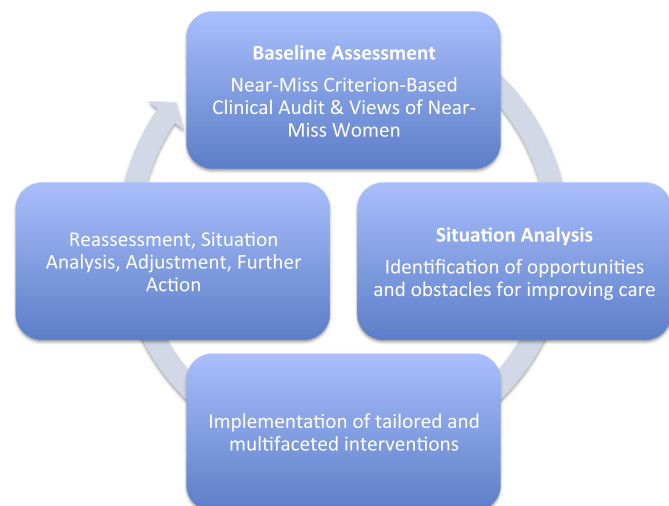 Baseline Assessment
Near-Miss Criterion-Based
Clinical Audit & Views of Near-
Miss Women
Situation Analysis
Identification of opportunities
and obstacles for improving care
Implementation of tailored and
multifaceted interventions
Reassessment, Situation
Analysis, Adjustment, Further
Action